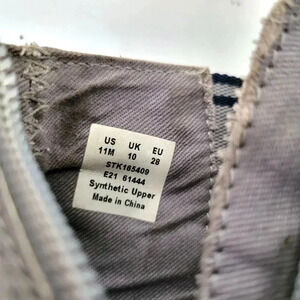 US UK EU
11M 10 28
STK165409
E21 61444
Synthetic Upper
Made in China